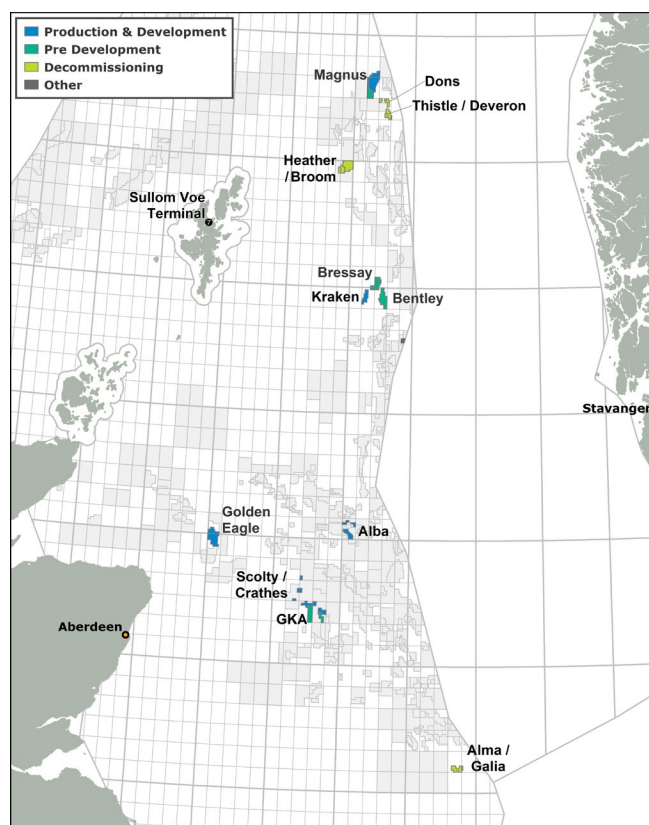 Production & Development
Pre Development
Decommissioning
Other
Magnus
Dons
Thistle / Deveron
Heather
/ Broom
Sullom Voe
Terminal
Bressay
Kraken
Bentley
Stavanger
Golden
Eagle
Alba
Scolty /
Crathes
GKA
Aberdeen
Alma /
Galia